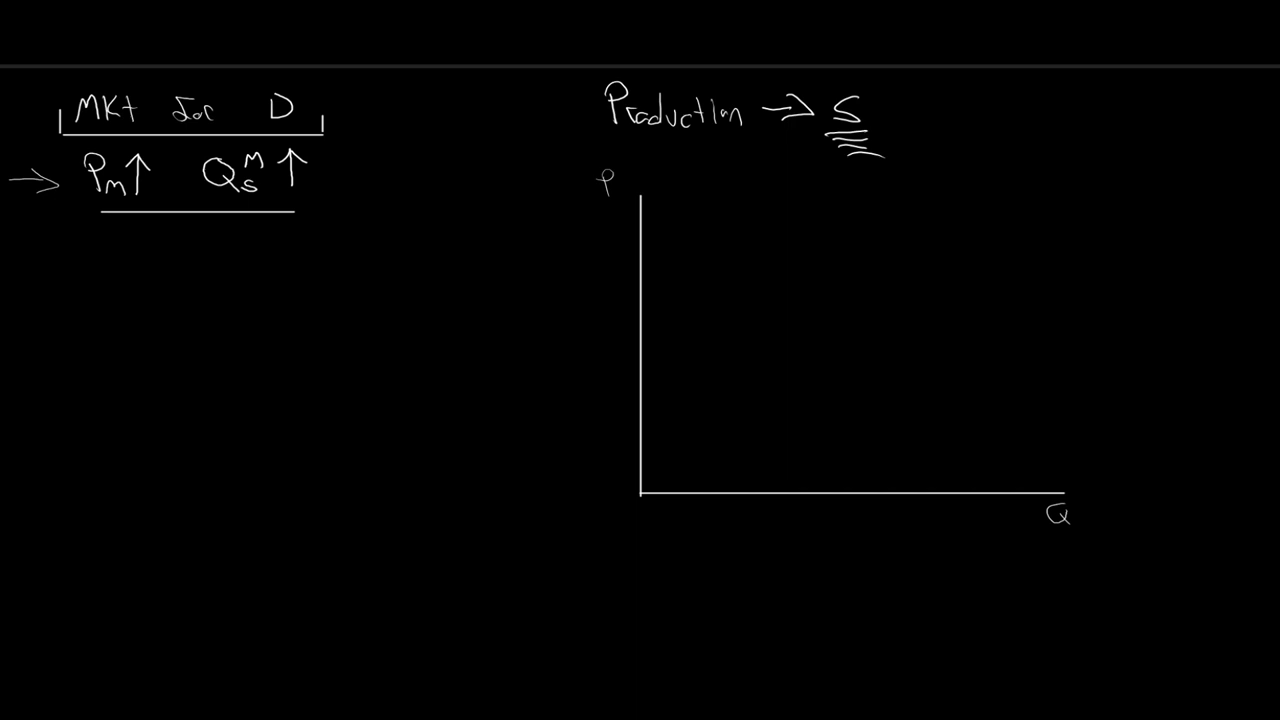 MKt for D
→ Pm↑ Qsᴹ↑
Production → S
P
Q